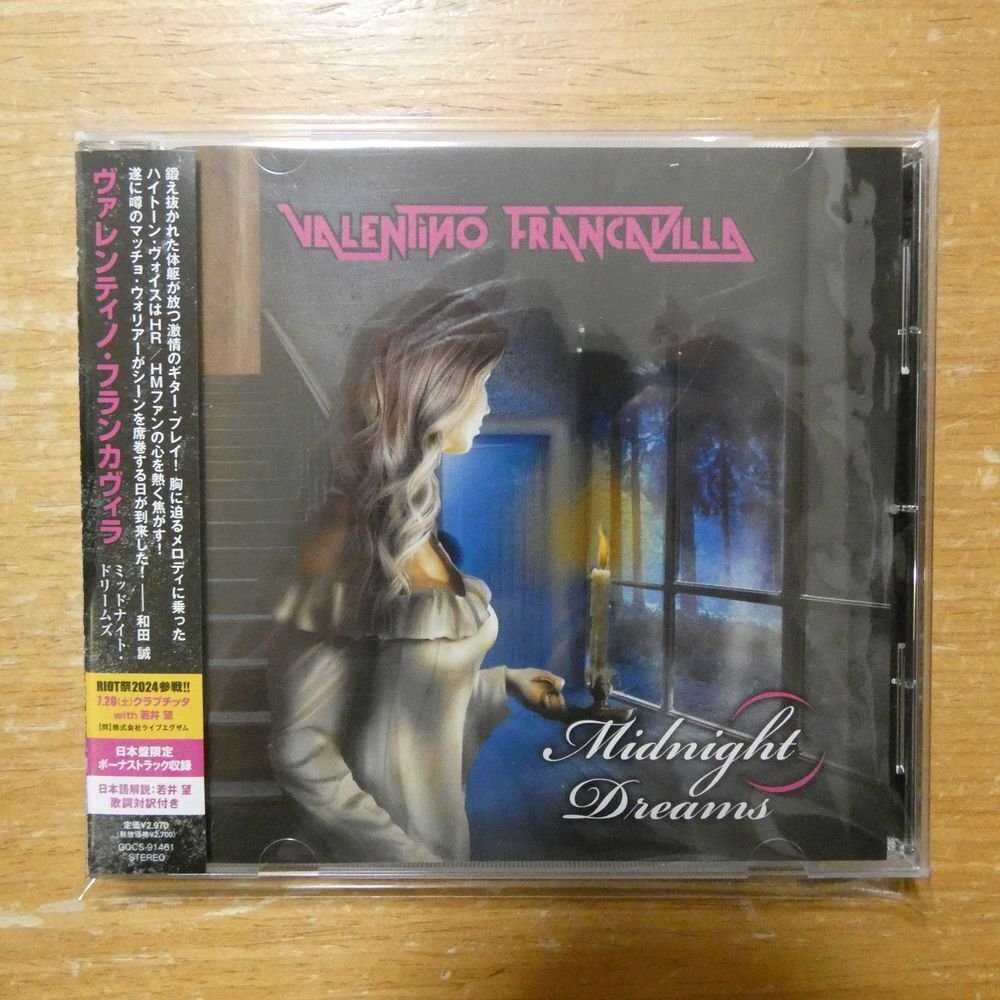 VALENTINO FRANCAVILLA
Midnight
Dreams
鍛え抜かれた体躯が放つ激情のギター・プレイ! 胸に迫るメロディに乗った
ハイトーン・ヴォイスはHR/HMファンの心を熱く焦がす!
遂に噂のマッチョ・ウォリアーがシーンを席巻する日が到来した! ── 和田 誠
ヴァレンティノ・フランカヴィラ
ミッドナイト・
ドリームズ
RIOT祭2024参戦!!
7.20(土)クラブチッタ
with 若井 望
【問】株式会社ライブエグザム
日本盤限定
ボーナストラック収録
日本語解説:若井 望
歌詞対訳付き
定価¥2,970
(税抜価格¥2,700)
GQCS-91461
STEREO